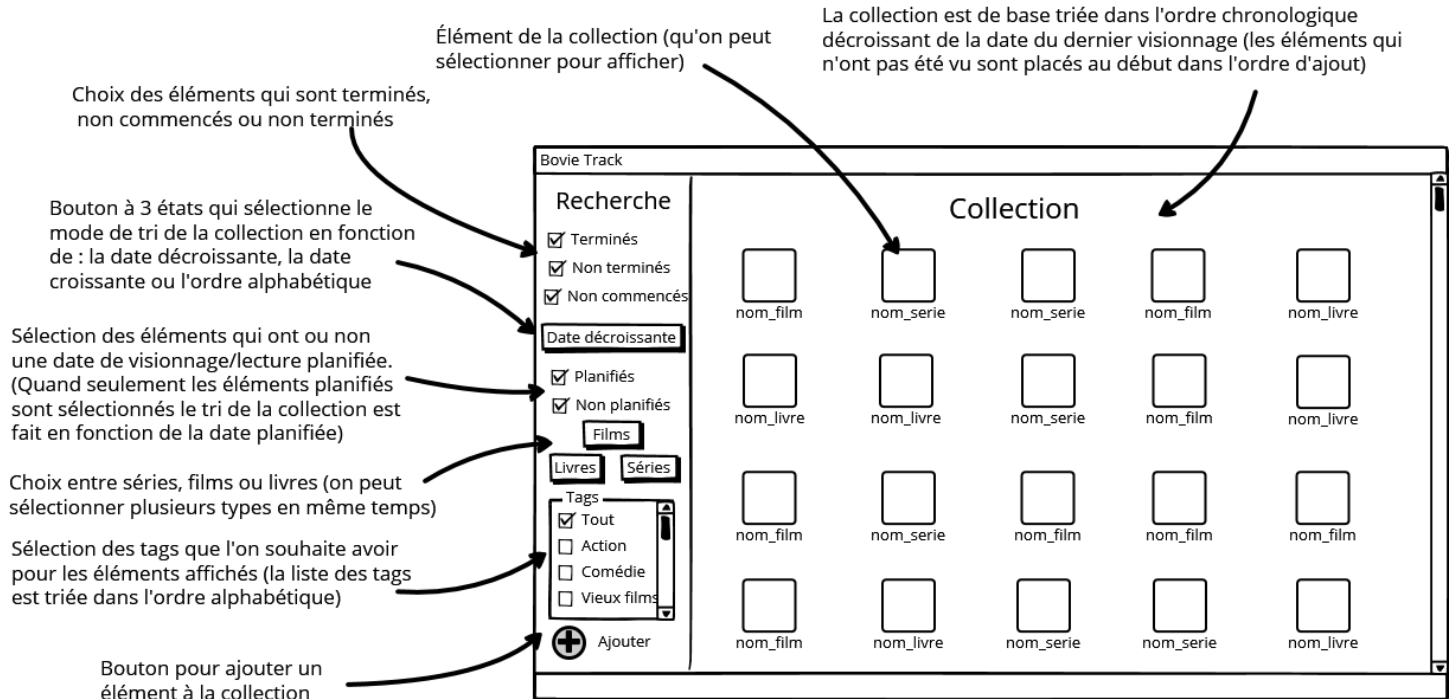 La collection est de base triée dans l'ordre chronologique
décroissant de la date du dernier visionnage (les éléments qui
n'ont pas été vu sont placés au début dans l'ordre d'ajout)
Élément de la collection (qu'on peut
sélectionner pour afficher)
Choix des éléments qui sont terminés,
non commencés ou non terminés
Bouton à 3 états qui sélectionne le
mode de tri de la collection en fonction
de : la date décroissante, la date
croissante ou l'ordre alphabétique
Sélection des éléments qui ont ou non
une date de visionnage/lecture planifiée.
(Quand seulement les éléments planifiés
sont sélectionnés le tri de la collection est
fait en fonction de la date planifiée)
Choix entre séries, films ou livres (on peut
sélectionner plusieurs types en même temps)
Sélection des tags que l'on souhaite avoir
pour les éléments affichés (la liste des tags
est triée dans l'ordre alphabétique)
Bouton pour ajouter un
élément à la collection
Bovie Track
Recherche
Terminés
Non terminés
Non commencés
Date décroissante
Planifiés
Non planifiés
Films
Livres Séries
Tags
Tout
Action
Comédie
Vieux films
Ajouter
Collection
nom_film nom_serie nom_serie nom_film nom_livre
nom_livre nom_livre nom_serie nom_film nom_livre
nom_film nom_serie nom_film nom_film nom_film
nom_film nom_livre nom_serie nom_serie nom_livre